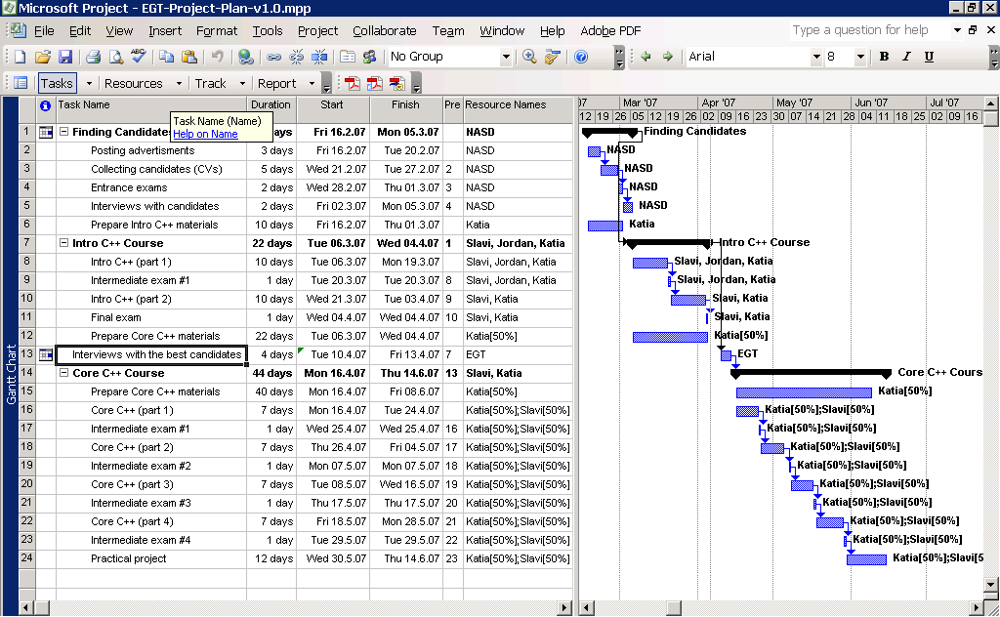 Microsoft Project - EGT-Project-Plan-v1.0.mpp
File Edit View Insert Format Tools Project Collaborate Team Window Help Adobe PDF Type a question for help
No Group Arial 8 B I U
Tasks Resources Track Report
Task Name Duration Start Finish Pre Resource Names
Task Name (Name)
Help on Name
'07 Mar '07 Apr '07 May '07 Jun '07 Jul '07
12 19 26 05 12 19 26 02 09 16 23 30 07 14 21 28 04 11 18 25 02 09 16
1 Finding Candidates days Fri 16.2.07 Mon 05.3.07 NASD Finding Candidates
2 Posting advertisments 3 days Fri 16.2.07 Tue 20.2.07 NASD NASD
3 Collecting candidates (CVs) 5 days Wed 21.2.07 Tue 27.2.07 2 NASD NASD
4 Entrance exams 2 days Wed 28.2.07 Thu 01.3.07 3 NASD NASD
5 Interviews with candidates 2 days Fri 02.3.07 Mon 05.3.07 4 NASD NASD
6 Prepare Intro C++ materials 10 days Fri 16.2.07 Thu 01.3.07 Katia Katia
7 Intro C++ Course 22 days Tue 06.3.07 Wed 04.4.07 1 Slavi, Jordan, Katia Intro C++ Course
8 Intro C++ (part 1) 10 days Tue 06.3.07 Mon 19.3.07 Slavi, Jordan, Katia Slavi, Jordan, Katia
9 Intermediate exam #1 1 day Tue 20.3.07 Tue 20.3.07 8 Slavi, Jordan, Katia Slavi, Jordan, Katia
10 Intro C++ (part 2) 10 days Wed 21.3.07 Tue 03.4.07 9 Slavi, Katia Slavi, Katia
11 Final exam 1 day Wed 04.4.07 Wed 04.4.07 10 Slavi, Katia Slavi, Katia
12 Prepare Core C++ materials 22 days Tue 06.3.07 Wed 04.4.07 Katia[50%] Katia[50%]
13 Interviews with the best candidates 4 days Tue 10.4.07 Fri 13.4.07 7 EGT EGT
14 Core C++ Course 44 days Mon 16.4.07 Thu 14.6.07 13 Slavi, Katia Core C++ Cours
15 Prepare Core C++ materials 40 days Mon 16.4.07 Fri 08.6.07 Katia[50%] Katia[50%]
16 Core C++ (part 1) 7 days Mon 16.4.07 Tue 24.4.07 Katia[50%];Slavi[50%] Katia[50%];Slavi[50%]
17 Intermediate exam #1 1 day Wed 25.4.07 Wed 25.4.07 16 Katia[50%];Slavi[50%] Katia[50%];Slavi[50%]
18 Core C++ (part 2) 7 days Thu 26.4.07 Fri 04.5.07 17 Katia[50%];Slavi[50%] Katia[50%];Slavi[50%]
19 Intermediate exam #2 1 day Mon 07.5.07 Mon 07.5.07 18 Katia[50%];Slavi[50%] Katia[50%];Slavi[50%]
20 Core C++ (part 3) 7 days Tue 08.5.07 Wed 16.5.07 19 Katia[50%];Slavi[50%] Katia[50%];Slavi[50%]
21 Intermediate exam #3 1 day Thu 17.5.07 Thu 17.5.07 20 Katia[50%];Slavi[50%] Katia[50%];Slavi[50%]
22 Core C++ (part 4) 7 days Fri 18.5.07 Mon 28.5.07 21 Katia[50%];Slavi[50%] Katia[50%];Slavi[50%]
23 Intermediate exam #4 1 day Tue 29.5.07 Tue 29.5.07 22 Katia[50%];Slavi[50%] Katia[50%];Slavi[50%]
24 Practical project 12 days Wed 30.5.07 Thu 14.6.07 23 Katia[50%];Slavi[50%] Katia[50%];Slavi[5
Gantt Chart